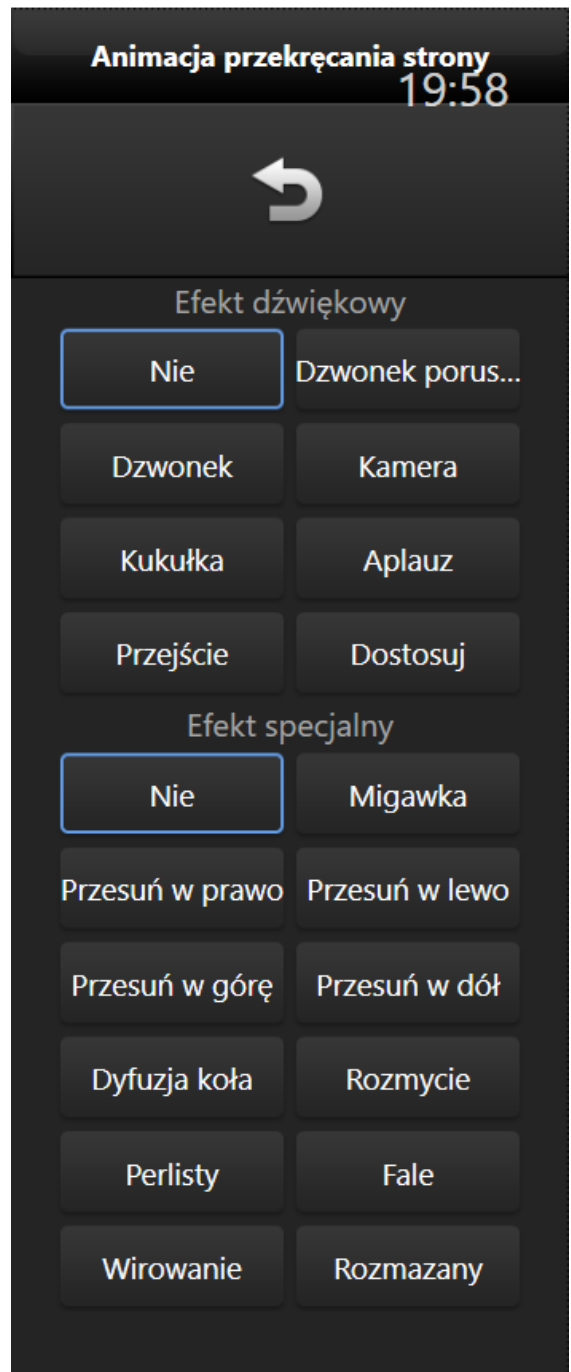 Animacja przekręcania strony
19:58
Efekt dźwiękowy
Nie
Dzwonek porus...
Dzwonek
Kamera
Kukułka
Aplauz
Przejście
Dostosuj
Efekt specjalny
Nie
Migawka
Przesuń w prawo
Przesuń w lewo
Przesuń w górę
Przesuń w dół
Dyfuzja koła
Rozmycie
Perlisty
Fale
Wirowanie
Rozmazany